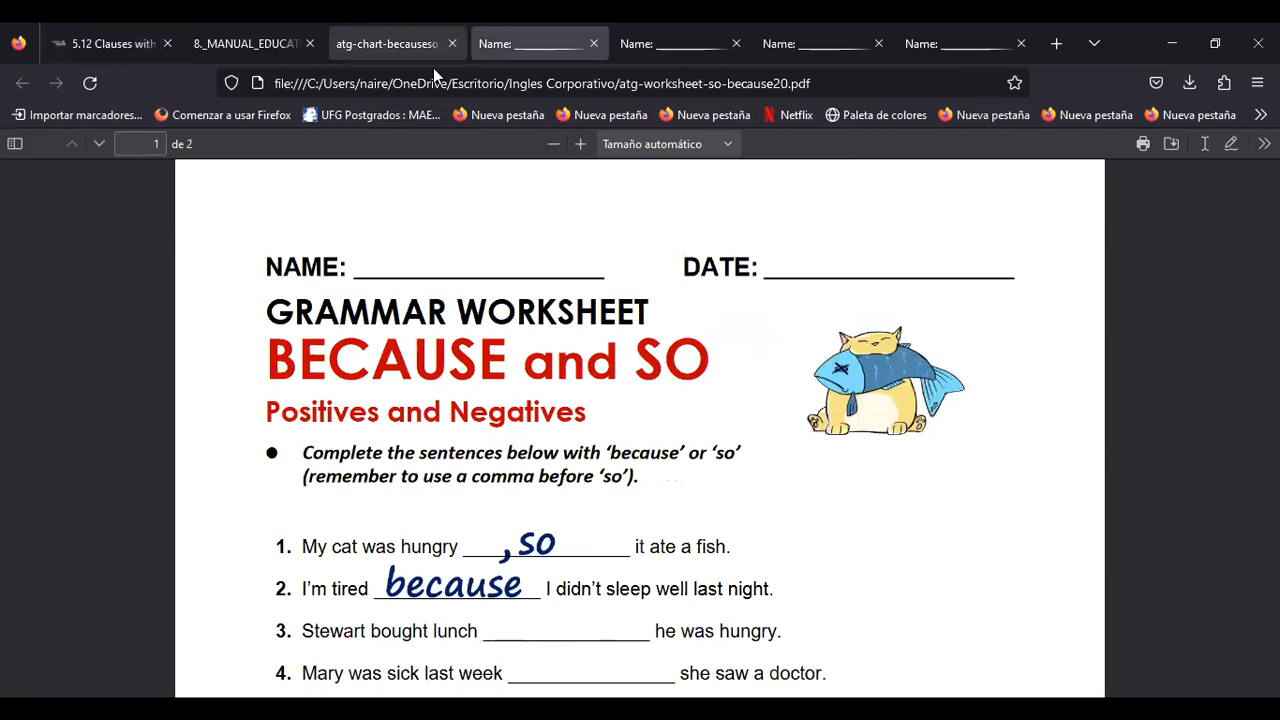 5.12 Clauses with
8._MANUAL_EDUCATI
atg-chart-becauseso
Name: ___________
Name: ___________
Name: ___________
Name: ___________
file:///C:/Users/naire/OneDrive/Escritorio/Ingles Corporativo/atg-worksheet-so-because20.pdf
Importar marcadores... Comenzar a usar Firefox UFG Postgrados : MAE... Nueva pestaña Nueva pestaña Nueva pestaña Netflix Paleta de colores Nueva pestaña Nueva pestaña Nueva pestaña
1 de 2 Tamaño automático
NAME: _________________ DATE: _________________
GRAMMAR WORKSHEET
BECAUSE and SO
Positives and Negatives
● Complete the sentences below with ‘because’ or ‘so’
(remember to use a comma before ‘so’).
1. My cat was hungry , so it ate a fish.
2. I’m tired because I didn’t sleep well last night.
3. Stewart bought lunch _______________ he was hungry.
4. Mary was sick last week _______________ she saw a doctor.